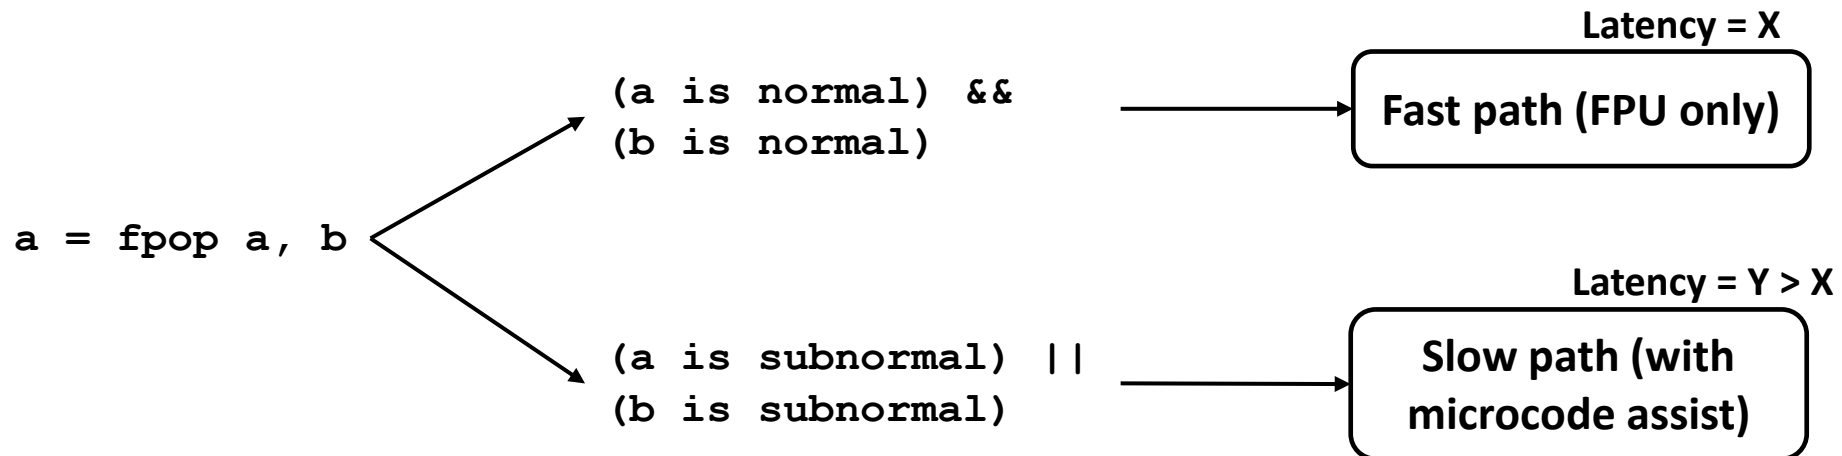 Latency = X
(a is normal) &&
(b is normal)
Fast path (FPU only)
a = fpop a, b
Latency = Y > X
(a is subnormal) ||
(b is subnormal)
Slow path (with
microcode assist)